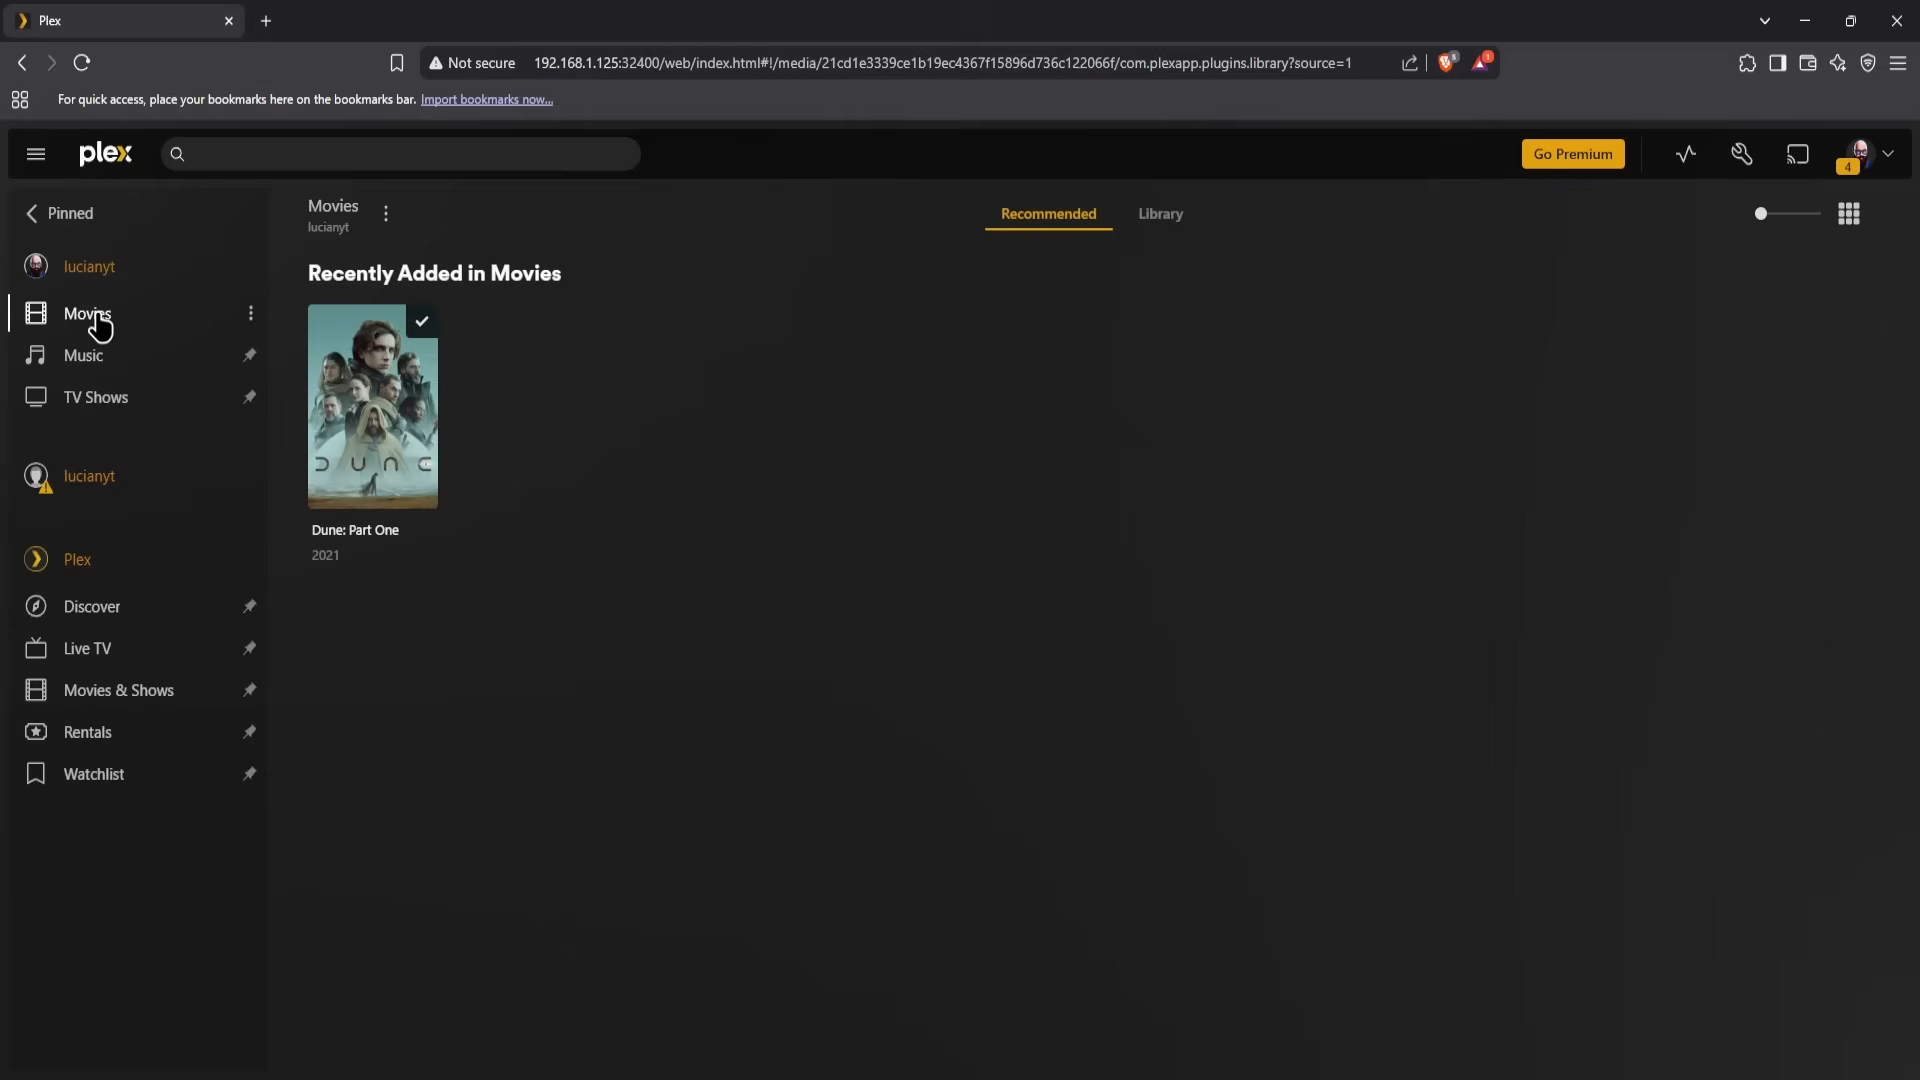 Plex
Not secure 192.168.1.125:32400/web/index.html#!/media/21cd1e3339ce1b19ec4367f15896d736c122066f/com.plexapp.plugins.library?source=1
5
1
For quick access, place your bookmarks here on the bookmarks bar. Import bookmarks now...
plex
Go Premium
4
Pinned
Movies
lucianyt
Recommended
Library
lucianyt
Recently Added in Movies
Movies
Music
TV Shows
DUNE
lucianyt
Dune: Part One
2021
Plex
Discover
Live TV
Movies & Shows
Rentals
Watchlist